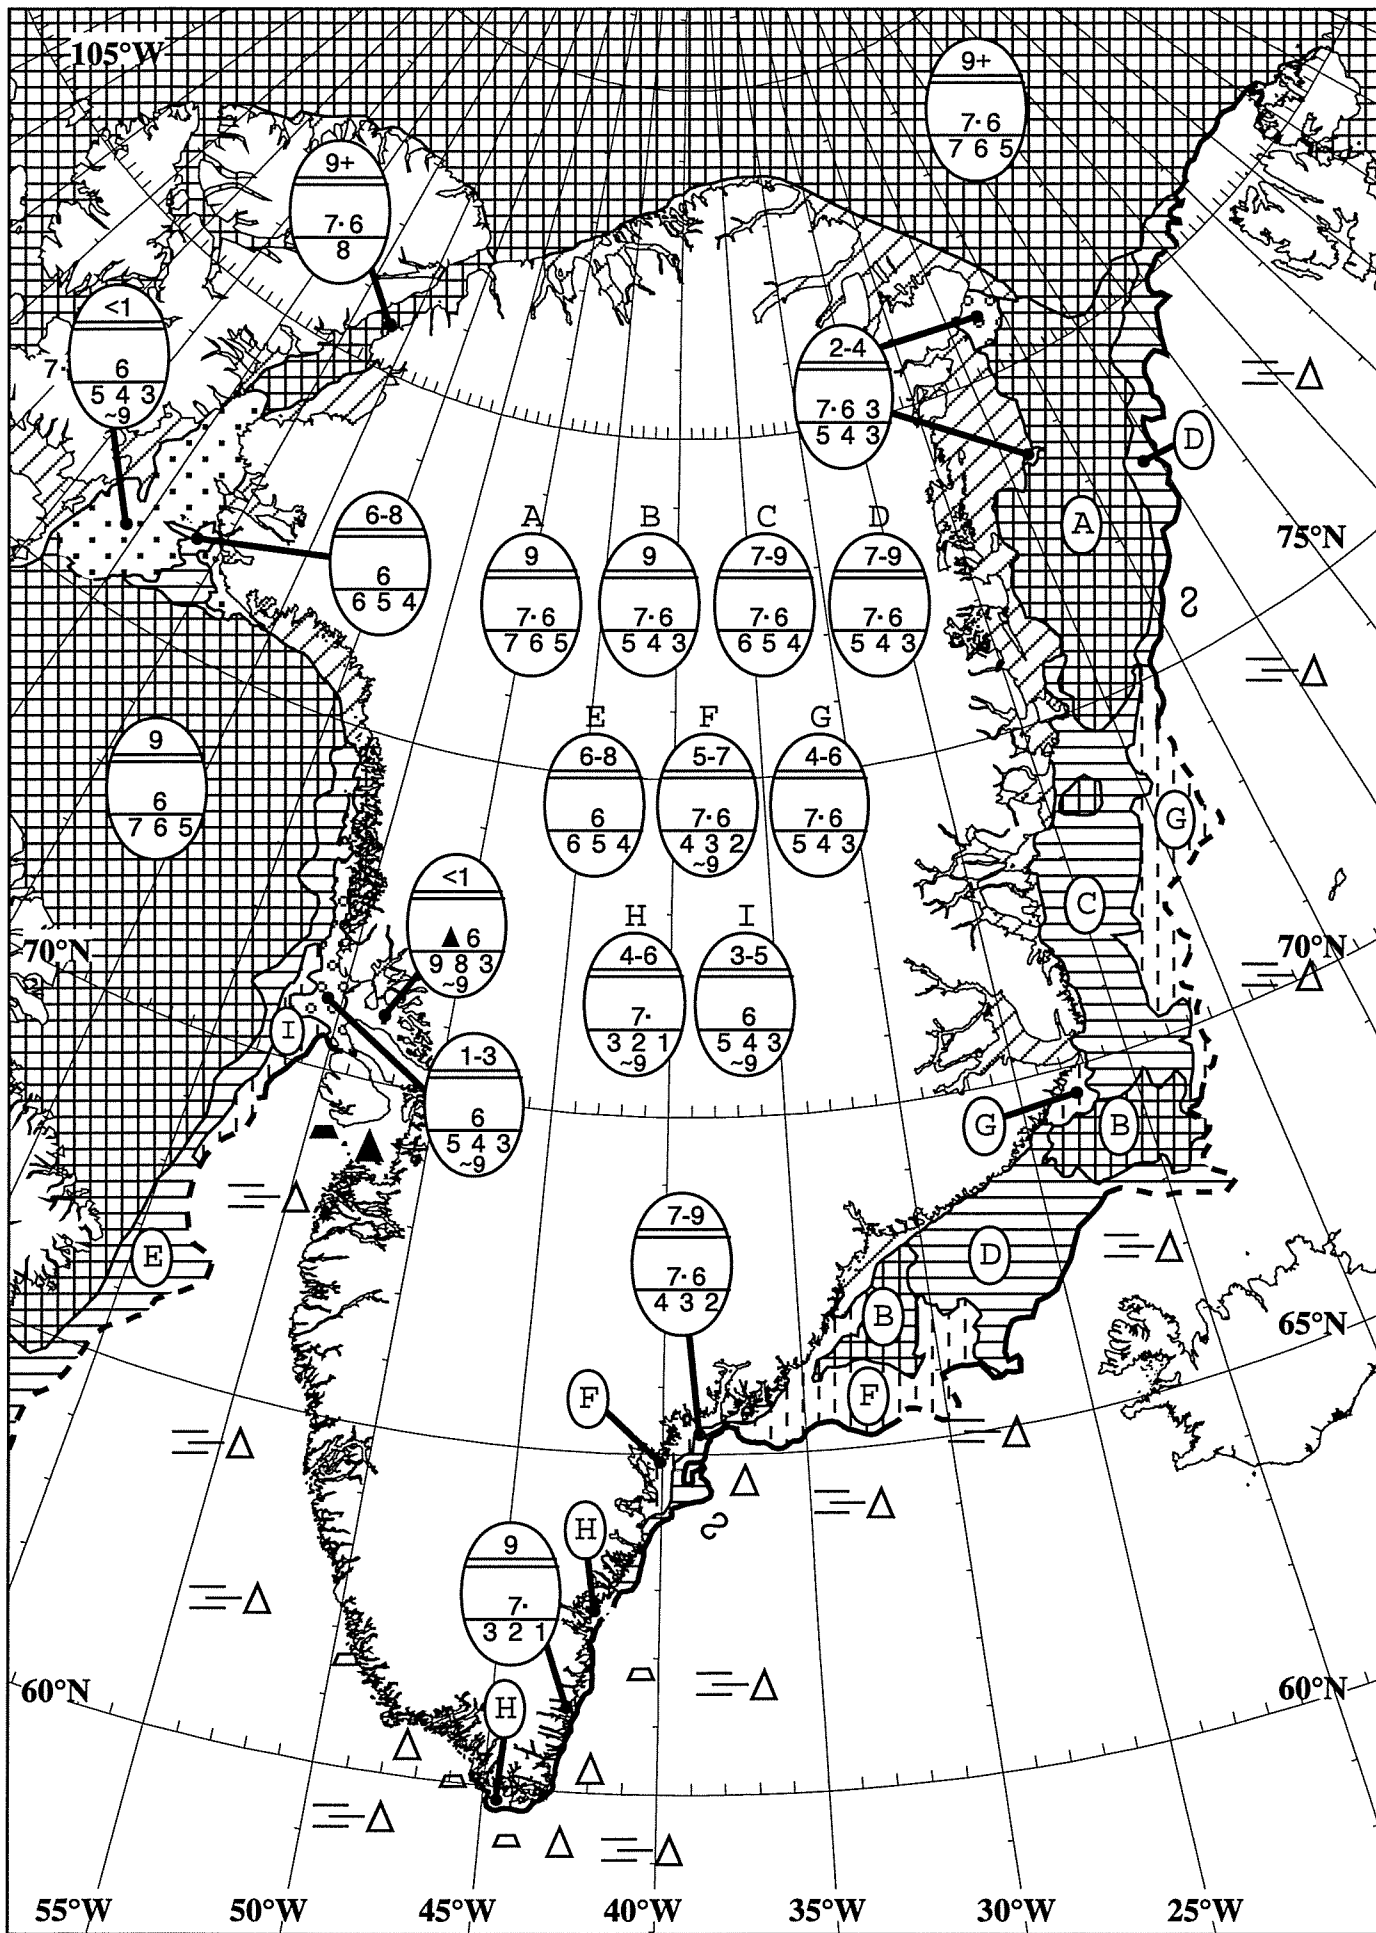 105°W
9+
7· 6
7 6 5
9+
7· 6
8
<1
7·
6
5 4 3
~9
2-4
7· 6 3
5 4 3
D
6-8
6
6 5 4
A B C D
9 9 7-9 7-9
7· 6 7· 6 7· 6 7· 6
7 6 5 5 4 3 6 5 4 5 4 3
A
75°N
E F G
6-8 5-7 4-6
6 7· 6 7· 6
6 5 4 4 3 2 5 4 3
~9
9
6
7 6 5
G
<1
6
9 8 3
~9
C
70°N
70°N
H I
4-6 3-5
7· 6
3 2 1 5 4 3
~9 ~9
I
1-3
6
5 4 3
~9
G
B
7-9
7· 6
4 3 2
E
D
B
65°N
F
F
H
9
7·
3 2 1
60°N
60°N
H
55°W 50°W 45°W 40°W 35°W 30°W 25°W